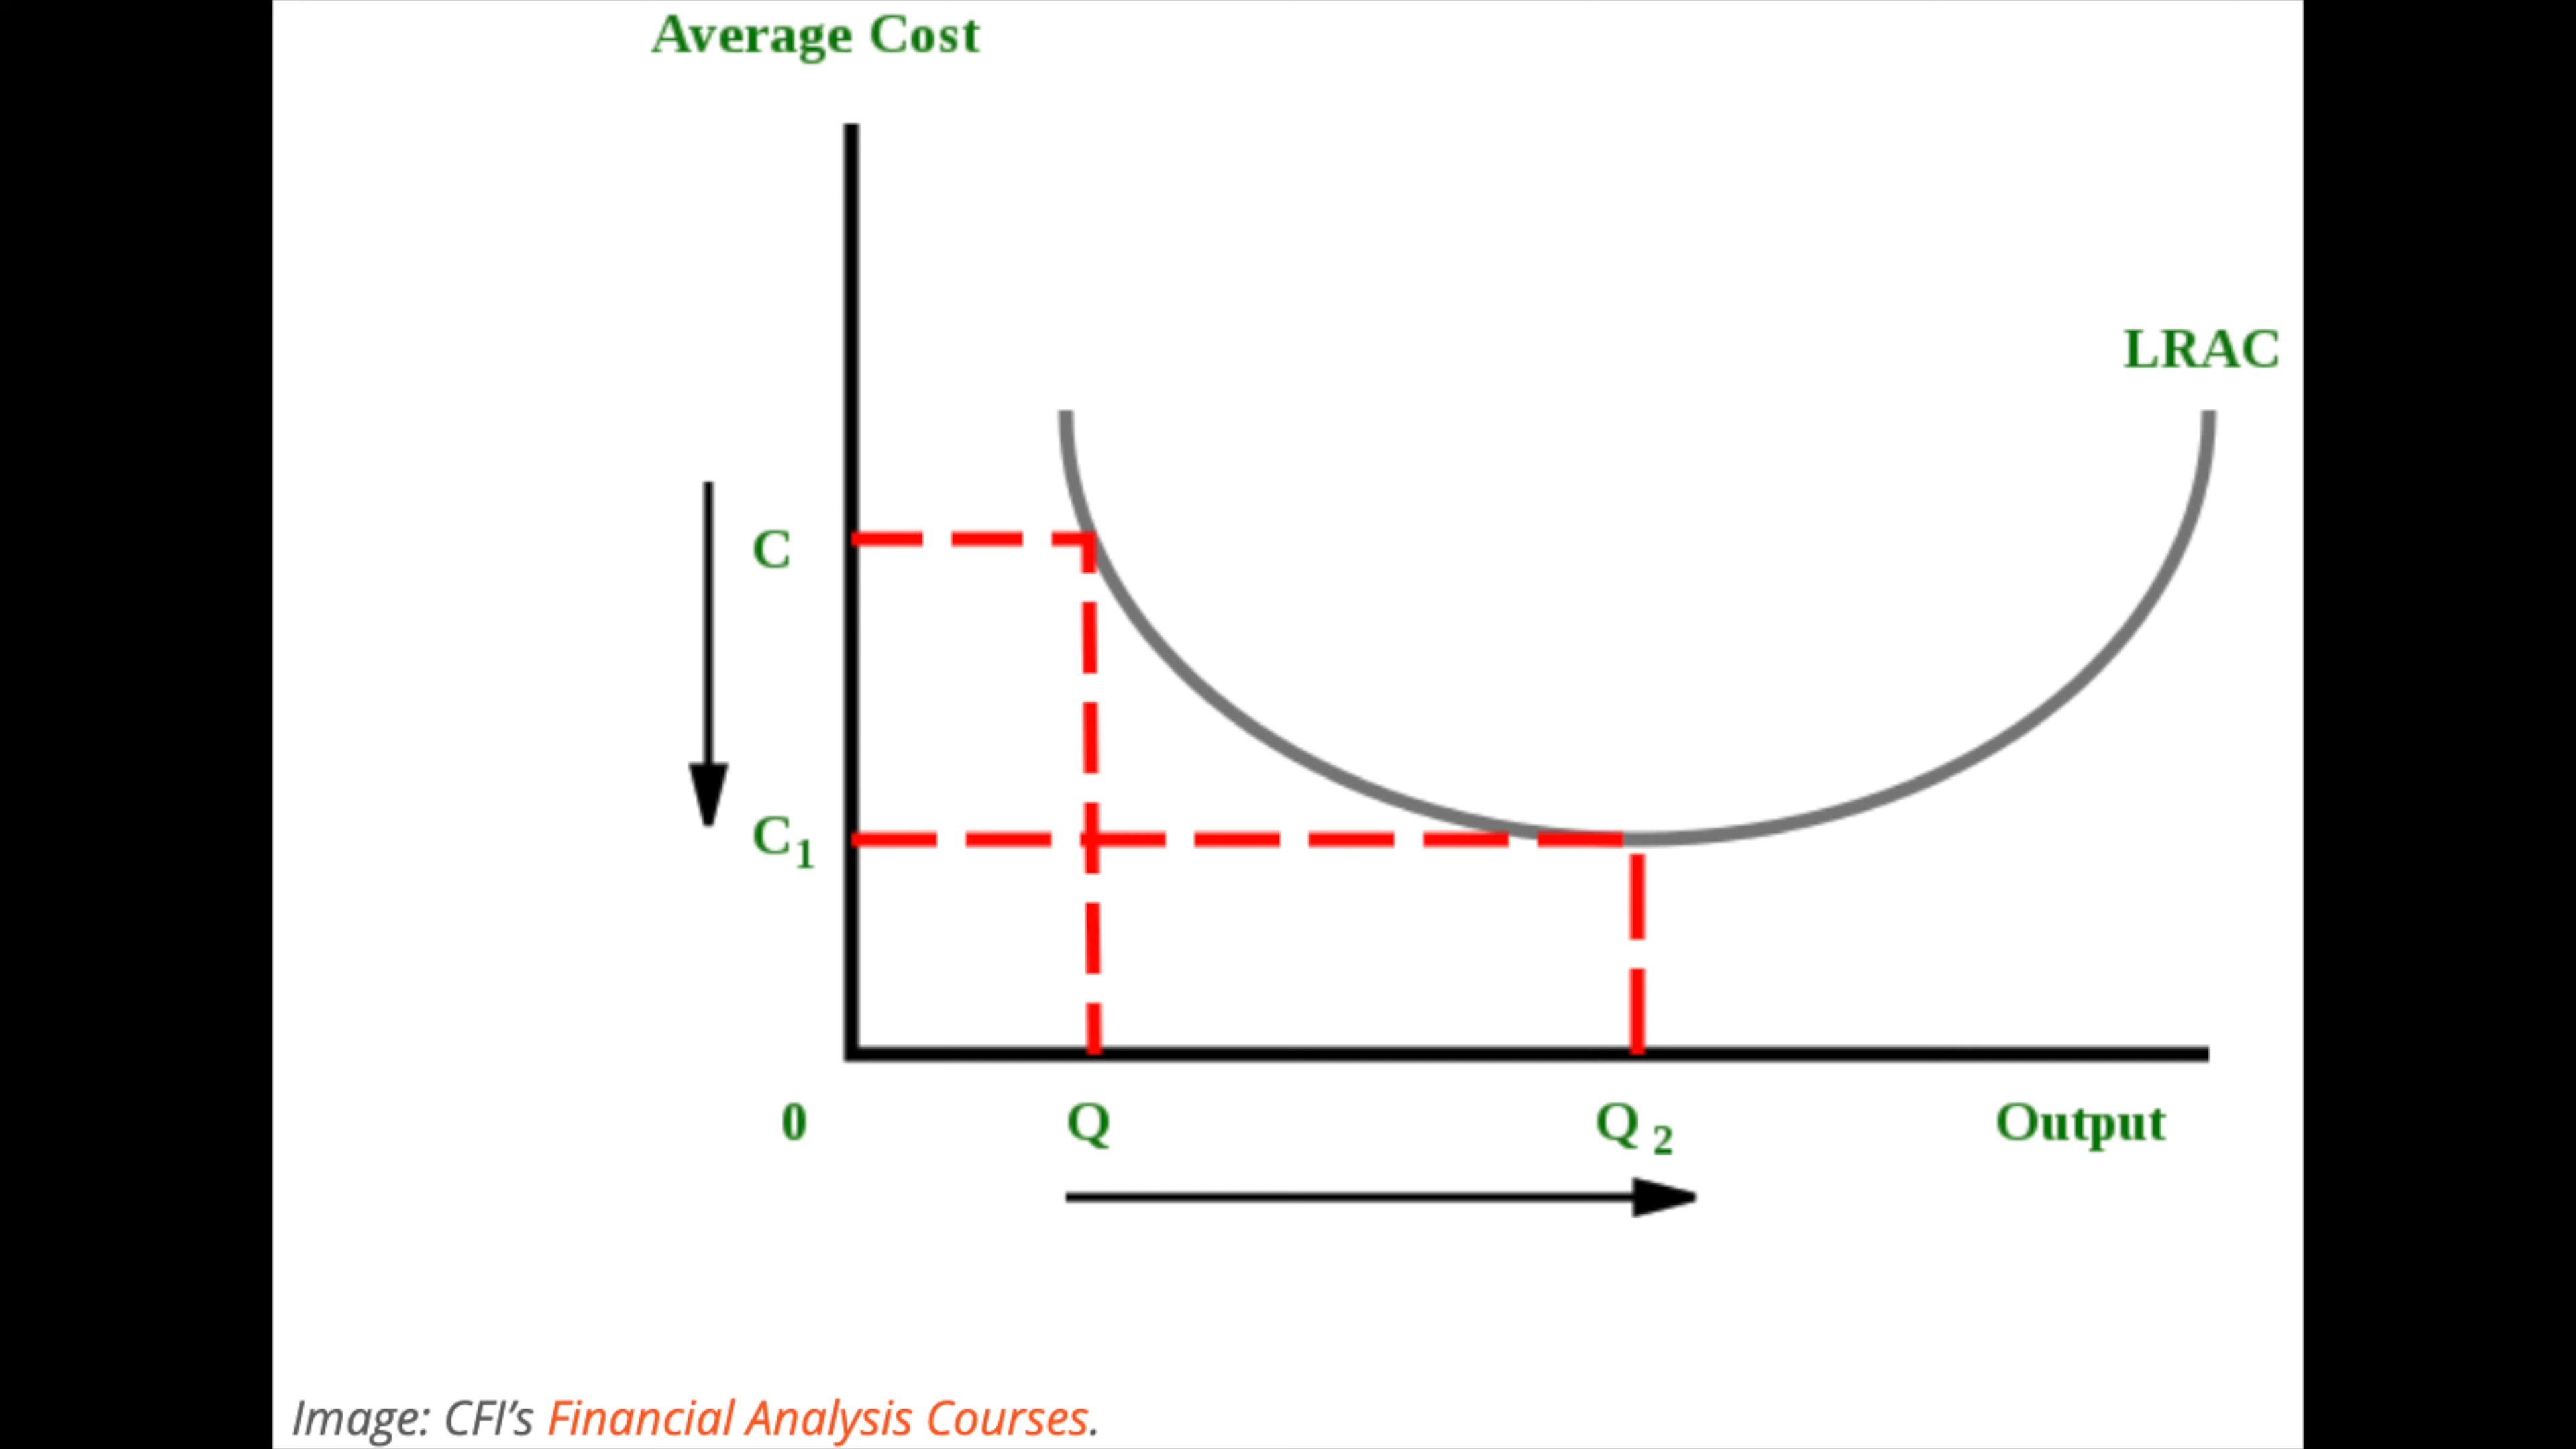 Average Cost
LRAC
C
C1
0 Q Q 2 Output
Image: CFI’s Financial Analysis Courses.